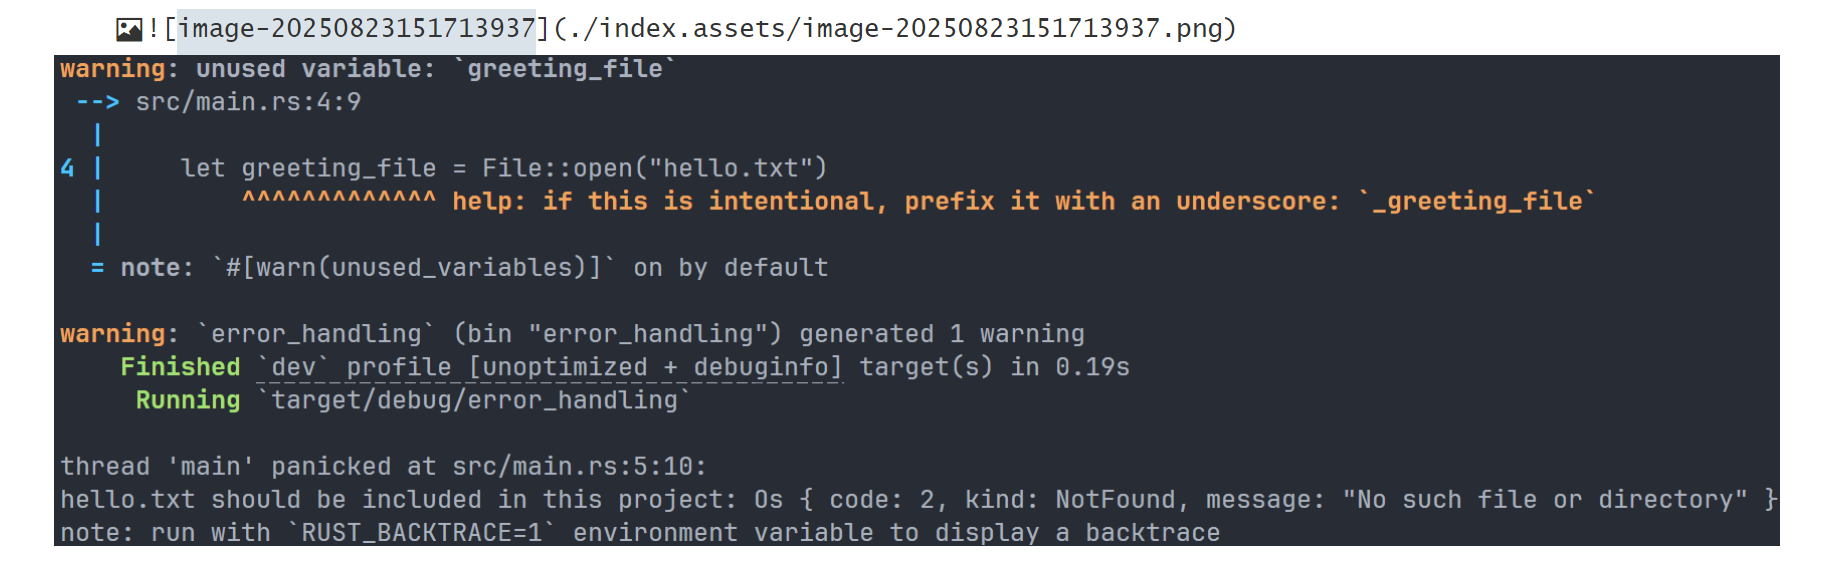 ![image-20250823151713937](./index.assets/image-20250823151713937.png)
warning: unused variable: `greeting_file`
 --> src/main.rs:4:9
  |
4 |     let greeting_file = File::open("hello.txt")
  |         ^^^^^^^^^^^^^ help: if this is intentional, prefix it with an underscore: `_greeting_file`
  |
  = note: `#[warn(unused_variables)]` on by default
warning: `error_handling` (bin "error_handling") generated 1 warning
    Finished `dev` profile [unoptimized + debuginfo] target(s) in 0.19s
     Running `target/debug/error_handling`
thread 'main' panicked at src/main.rs:5:10:
hello.txt should be included in this project: Os { code: 2, kind: NotFound, message: "No such file or directory" }
note: run with `RUST_BACKTRACE=1` environment variable to display a backtrace